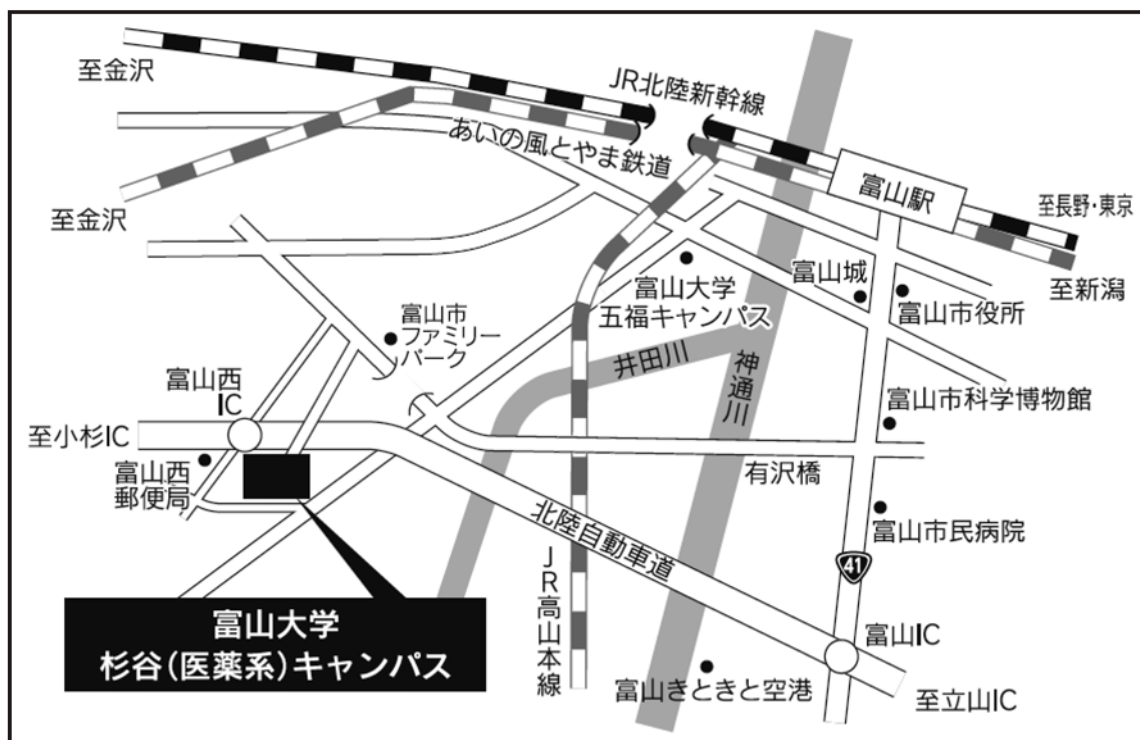 至金沢
JR北陸新幹線
あいの風とやま鉄道
富山駅
至金沢
至長野・東京
至新潟
富山大学
五福キャンパス
富山城
富山市役所
富山市
ファミリー
パーク
井田川
神通川
富山西
IC
富山市科学博物館
至小杉IC
富山西
郵便局
有沢橋
北陸自動車道
富山市民病院
41
JR高山本線
富山大学
杉谷(医薬系)キャンパス
富山IC
富山きときと空港
至立山IC